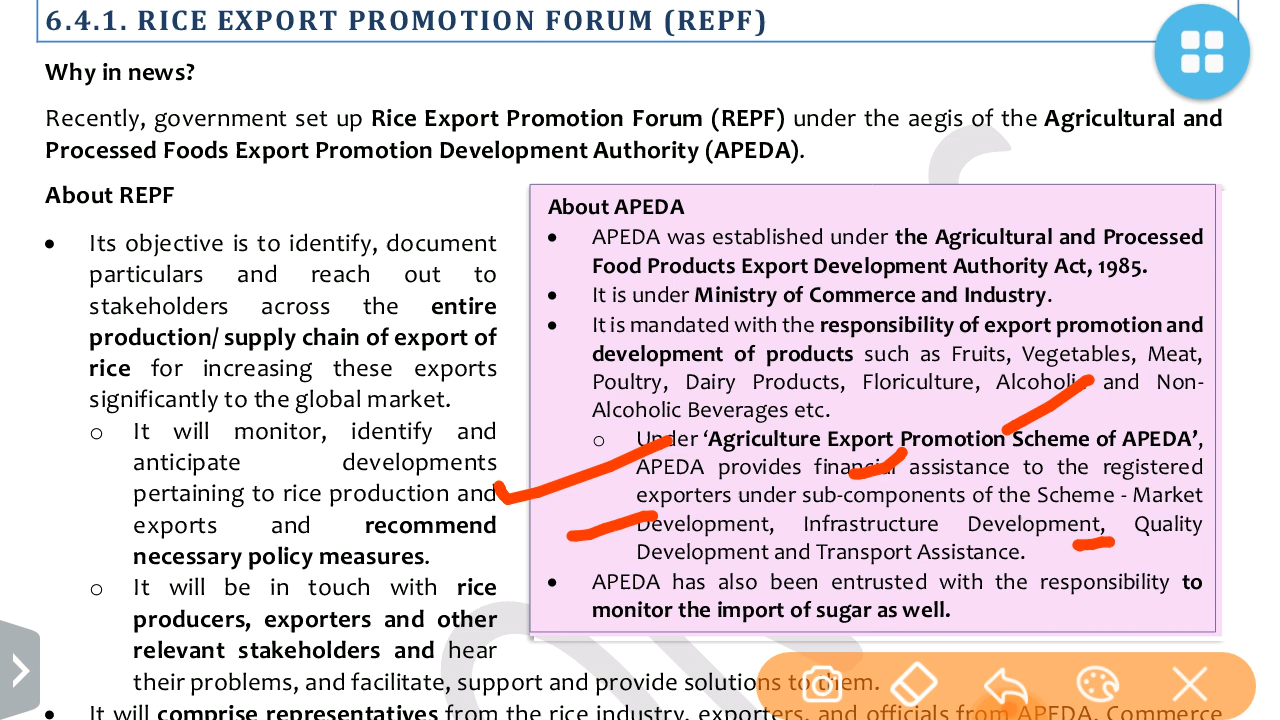 6.4.1. RICE EXPORT PROMOTION FORUM (REPF)
Why in news?
Recently, government set up Rice Export Promotion Forum (REPF) under the aegis of the Agricultural and
Processed Foods Export Promotion Development Authority (APEDA).
About REPF
• Its objective is to identify, document
particulars and reach out to
stakeholders across the entire
production/ supply chain of export of
rice for increasing these exports
significantly to the global market.
o It will monitor, identify and
anticipate developments
pertaining to rice production and
exports and recommend
necessary policy measures.
o It will be in touch with rice
producers, exporters and other
relevant stakeholders and hear
their problems, and facilitate, support and provide solutions to them.
• It will comprise representatives from the rice industry, exporters, and officials from APEDA, Commerce
About APEDA
• APEDA was established under the Agricultural and Processed
Food Products Export Development Authority Act, 1985.
• It is under Ministry of Commerce and Industry.
• It is mandated with the responsibility of export promotion and
development of products such as Fruits, Vegetables, Meat,
Poultry, Dairy Products, Floriculture, Alcoholic and Non-
Alcoholic Beverages etc.
o Under ‘Agriculture Export Promotion Scheme of APEDA’,
APEDA provides financial assistance to the registered
exporters under sub-components of the Scheme - Market
Development, Infrastructure Development, Quality
Development and Transport Assistance.
• APEDA has also been entrusted with the responsibility to
monitor the import of sugar as well.